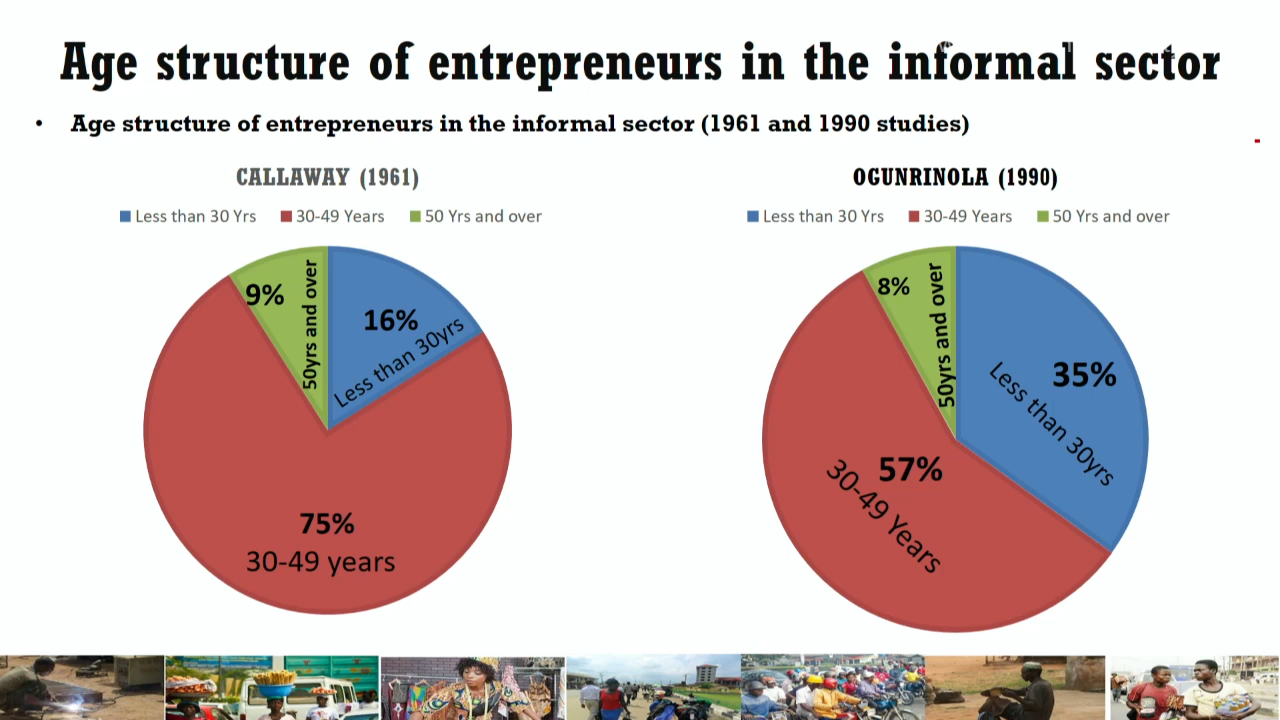 Age structure of entrepreneurs in the informal sector
• Age structure of entrepreneurs in the informal sector (1961 and 1990 studies)
CALLAWAY (1961)
Less than 30 Yrs 30-49 Years 50 Yrs and over
9%
50yrs and over
16%
Less than 30yrs
75%
30-49 years
OGUNRINOLA (1990)
Less than 30 Yrs 30-49 Years 50 Yrs and over
8%
50yrs and over
35%
Less than 30yrs
57%
30-49 Years